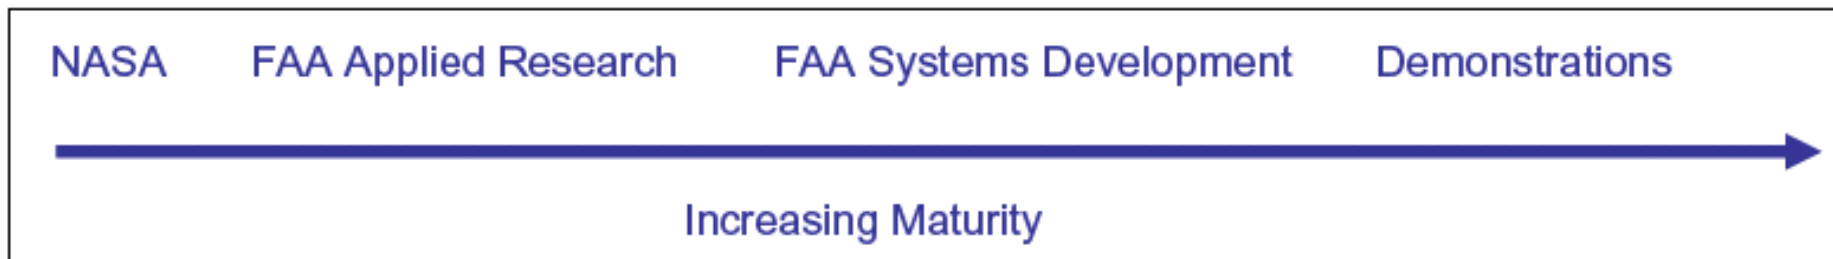 NASA FAA Applied Research FAA Systems Development Demonstrations
Increasing Maturity